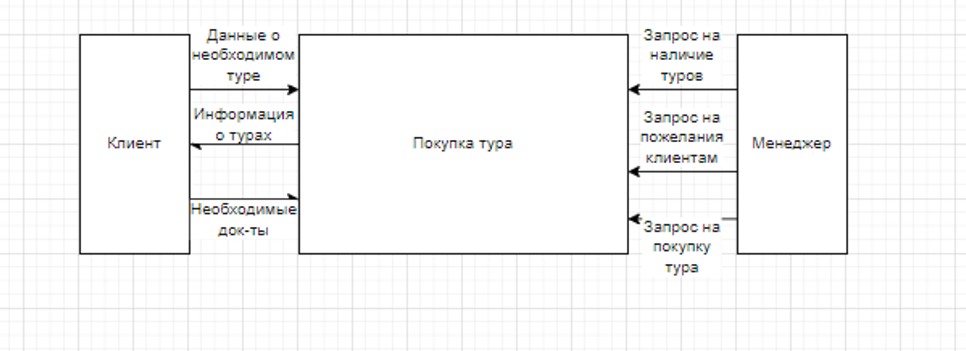 Данные о
необходимом
туре
Информация
о турах
Необходимые
док-ты
Клиент
Покупка тура
Запрос на
наличие
туров
Запрос на
пожелания
клиентам
Запрос на
покупку
тура
Менеджер